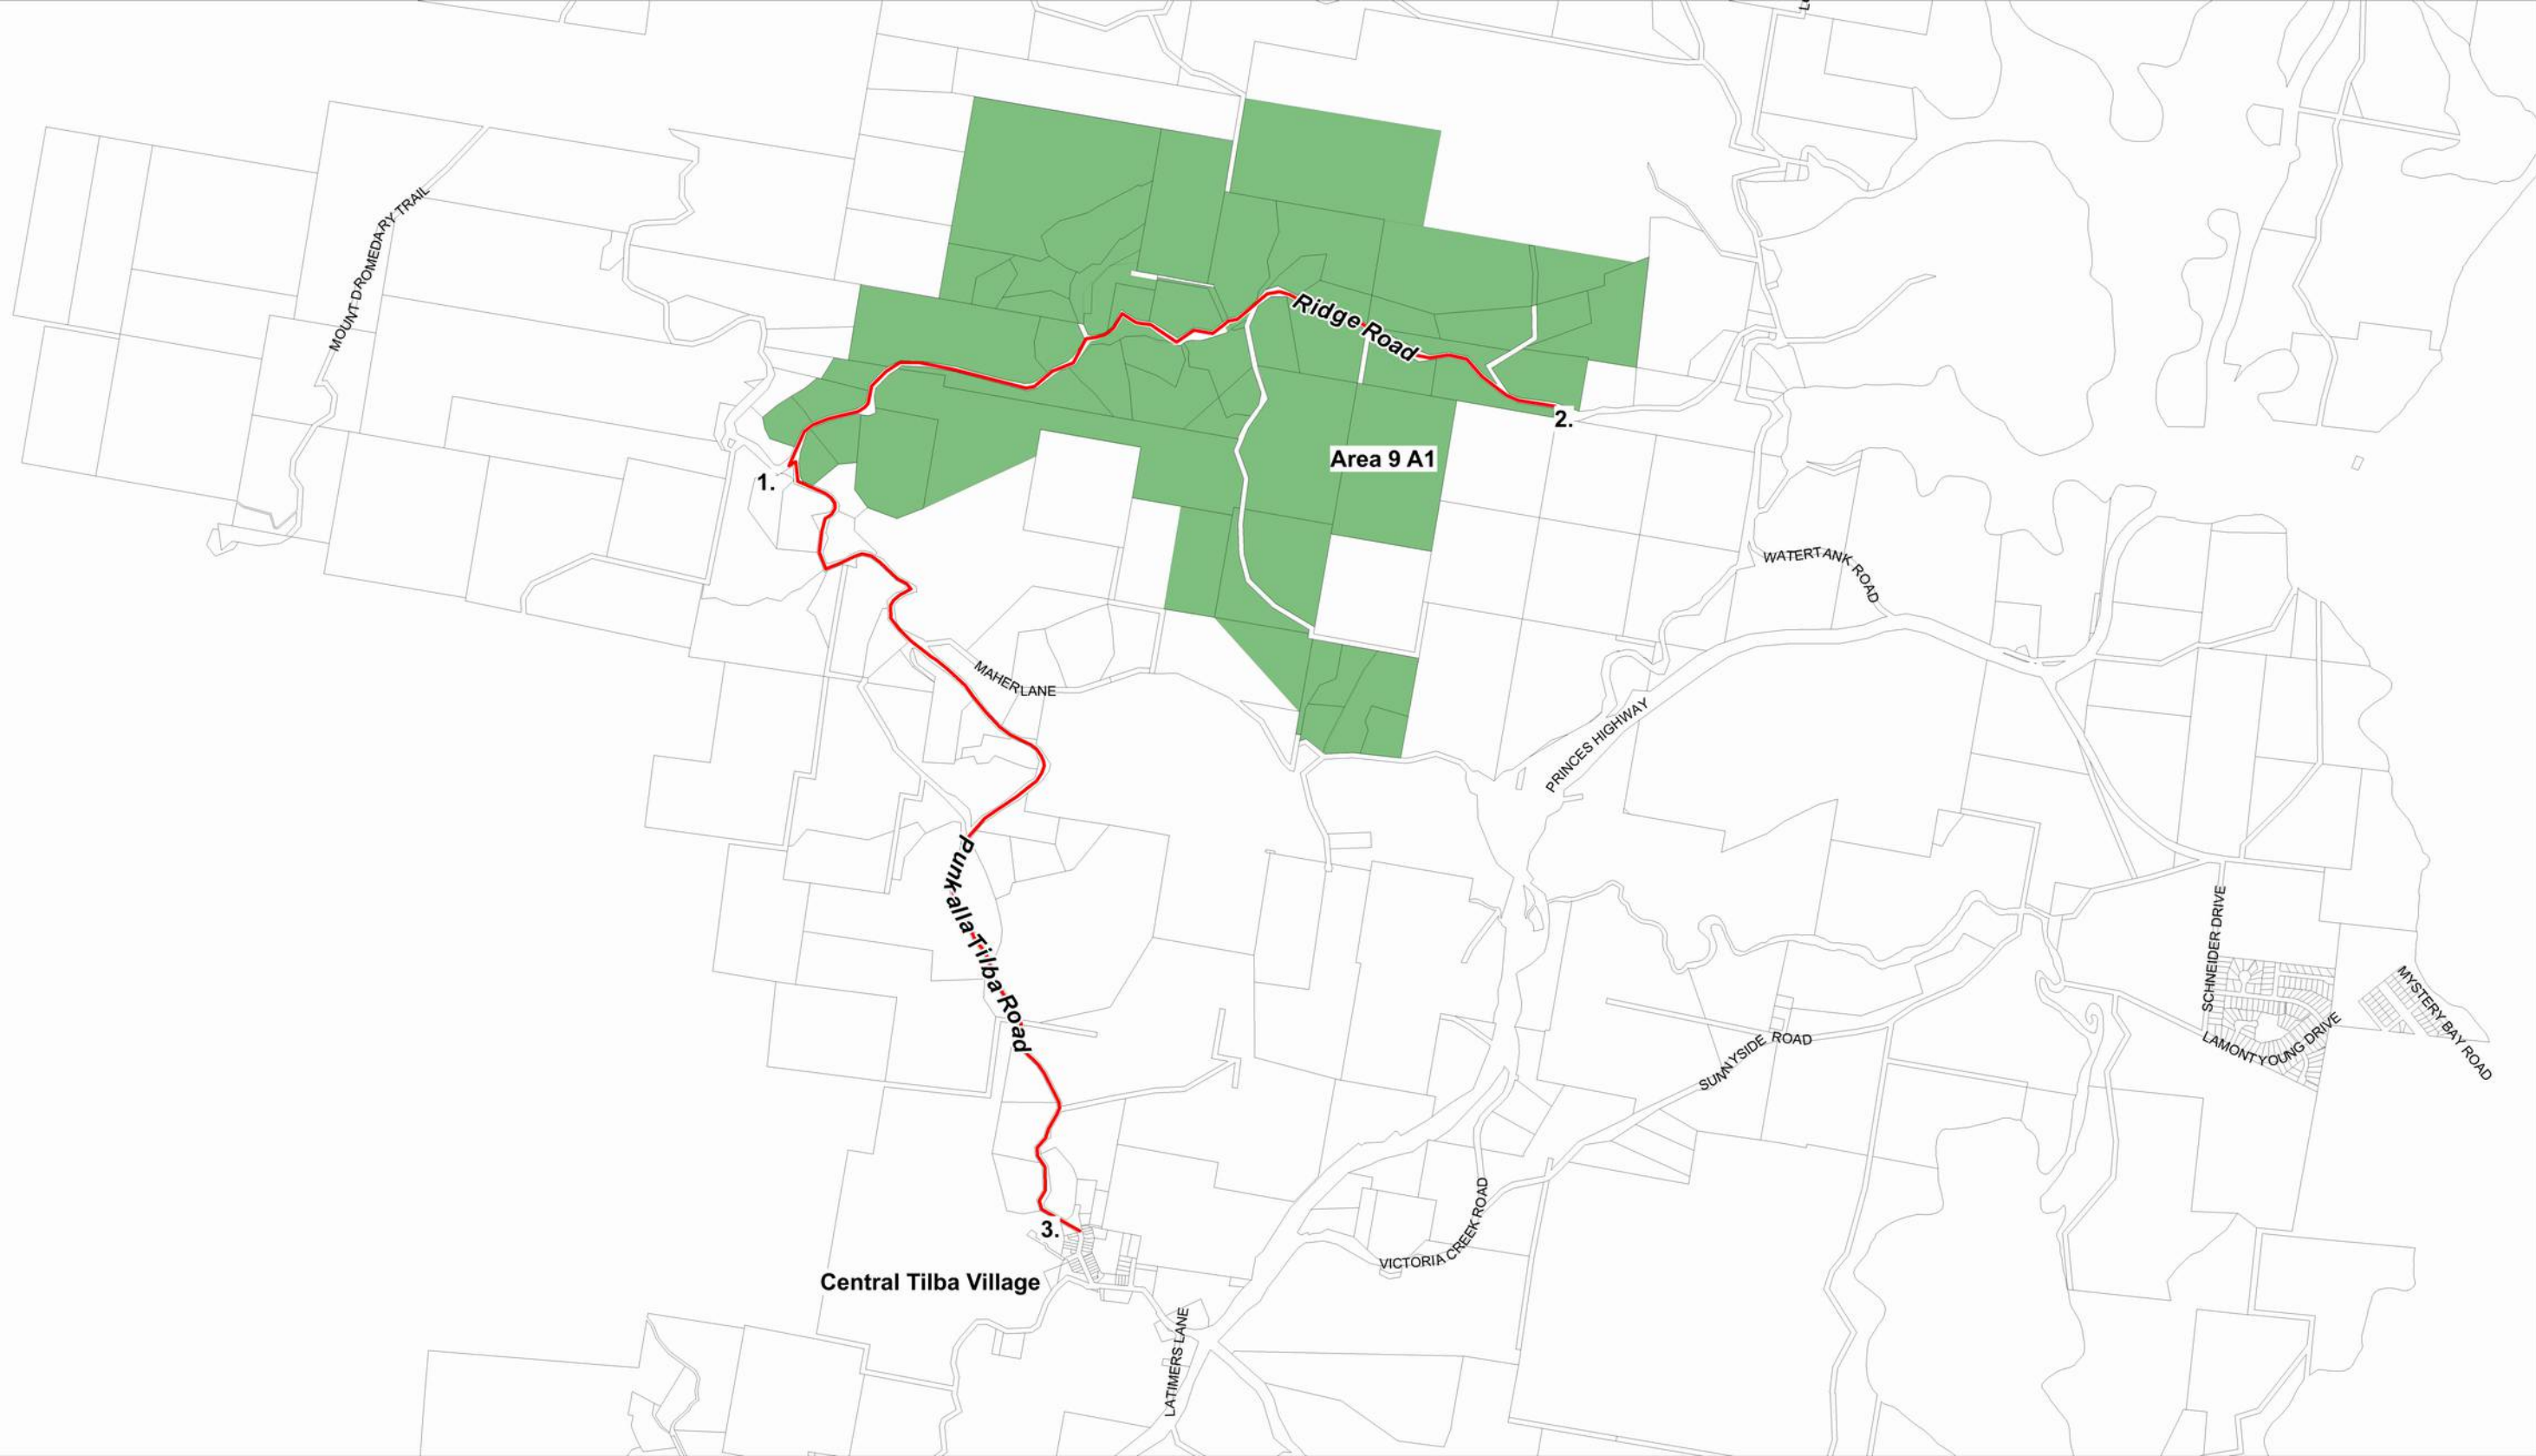 MOUNT DROMEDARY TRAIL
Ridge Road
2.
Area 9 A1
1.
WATERTANK ROAD
MAHER LANE
PRINCES HIGHWAY
Punkalla Tilba Road
SCHNEIDER DRIVE
MYSTERY BAY ROAD
LAMONT YOUNG DRIVE
SUNNYSIDE ROAD
3.
VICTORIA CREEK ROAD
Central Tilba Village
LATIMERS LANE